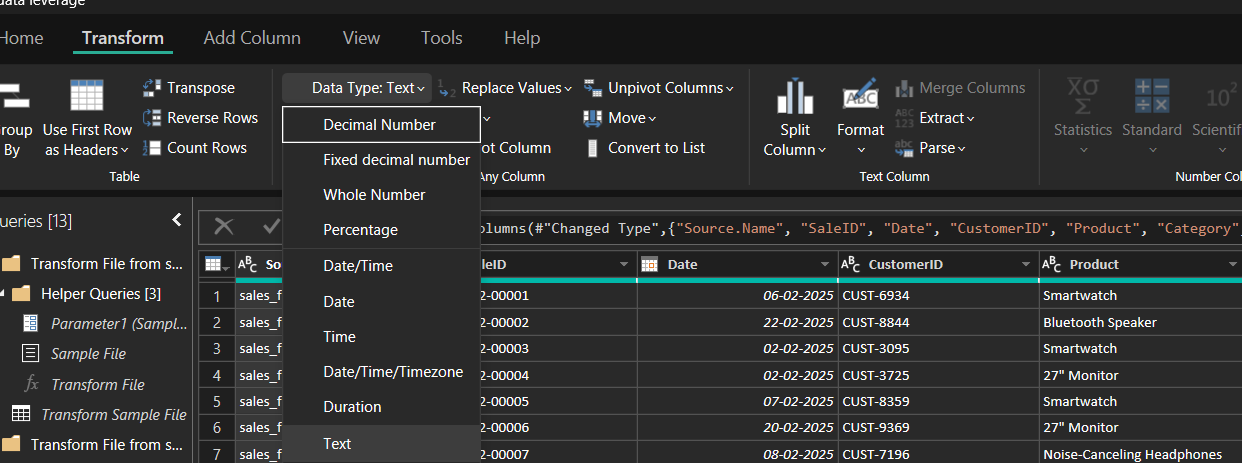 data leverage
Home Transform Add Column View Tools Help
Transpose
Reverse Rows
Count Rows
Group By
Use First Row as Headers
Table
Data Type: Text
Replace Values
Unpivot Columns
Move
Column
Convert to List
Any Column
Split Column
Format
Merge Columns
Extract
Parse
Text Column
Statistics
Standard
Scientif
Number Col
Decimal Number
Fixed decimal number
Whole Number
Percentage
Date/Time
Date
Time
Date/Time/Timezone
Duration
Text
ueries [13]
Transform File from s...
Helper Queries [3]
Parameter1 (Sampl...
Sample File
Transform File
Transform Sample File
Transform File from s...
olumns(#"Changed Type",{"Source.Name", "SaleID", "Date", "CustomerID", "Product", "Category"
So leID Date CustomerID Product
1 sales_f 2-00001 06-02-2025 CUST-6934 Smartwatch
2 sales_f 2-00002 22-02-2025 CUST-8844 Bluetooth Speaker
3 sales_f 2-00003 02-02-2025 CUST-3095 Smartwatch
4 sales_f 2-00004 02-02-2025 CUST-3725 27" Monitor
5 sales_f 2-00005 07-02-2025 CUST-8359 Smartwatch
6 sales_f 2-00006 20-02-2025 CUST-9369 27" Monitor
7 sales_f 2-00007 08-02-2025 CUST-7196 Noise-Canceling Headphones